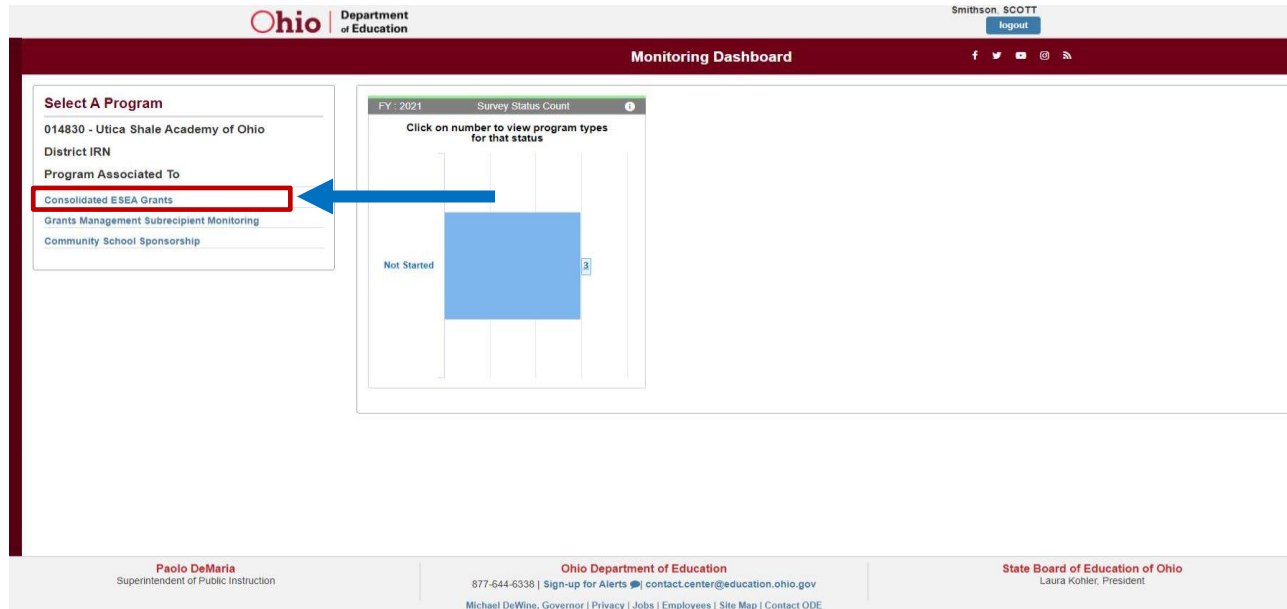 Ohio Department of Education
Smithson, SCOTT
logout
Monitoring Dashboard
Select A Program
014830 - Utica Shale Academy of Ohio
District IRN
Program Associated To
Consolidated ESEA Grants
Grants Management Subrecipient Monitoring
Community School Sponsorship
FY : 2021 Survey Status Count
Click on number to view program types
for that status
Not Started
3
Paolo DeMaria
Superintendent of Public Instruction
Ohio Department of Education
877-644-6338 | Sign-up for Alerts | contact.center@education.ohio.gov
Michael DeWine, Governor | Privacy | Jobs | Employees | Site Map | Contact ODE
State Board of Education of Ohio
Laura Kohler, President